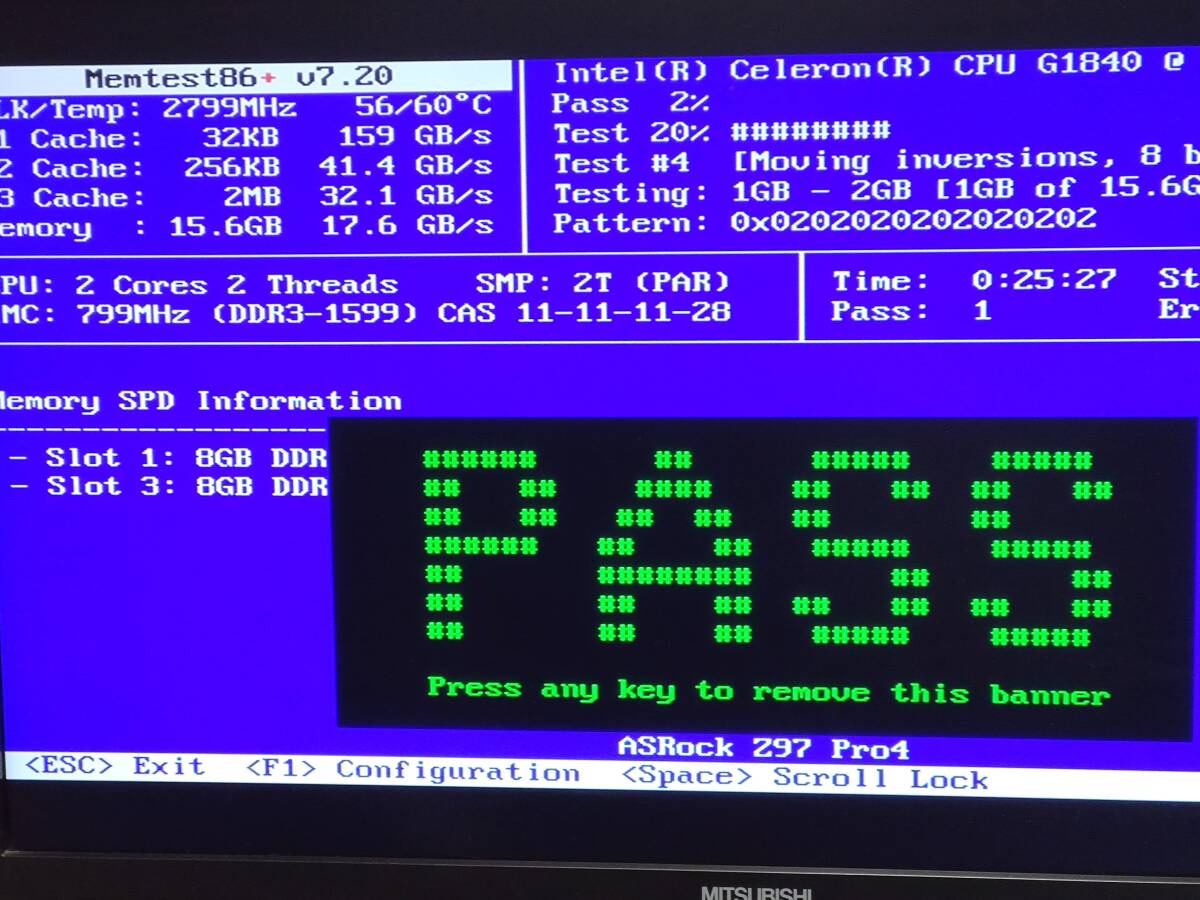 Memtest86+ v7.20
Intel(R) Celeron(R) CPU G1840 @
LK/Temp: 2799MHz 56/60°C
Pass 2%
1 Cache: 32KB 159 GB/s
Test 20% ########
2 Cache: 256KB 41.4 GB/s
Test #4 [Moving inversions, 8 b
3 Cache: 2MB 32.1 GB/s
Testing: 1GB - 2GB [1GB of 15.6G
emory : 15.6GB 17.6 GB/s
Pattern: 0x0202020202020202
PU: 2 Cores 2 Threads SMP: 2T (PAR)
Time: 0:25:27 St
MC: 799MHz (DDR3-1599) CAS 11-11-11-28
Pass: 1 Er
Memory SPD Information
- Slot 1: 8GB DDR
- Slot 3: 8GB DDR
PASS
Press any key to remove this banner
ASRock Z97 Pro4
<ESC> Exit <F1> Configuration <Space> Scroll Lock
MITSUBISHI